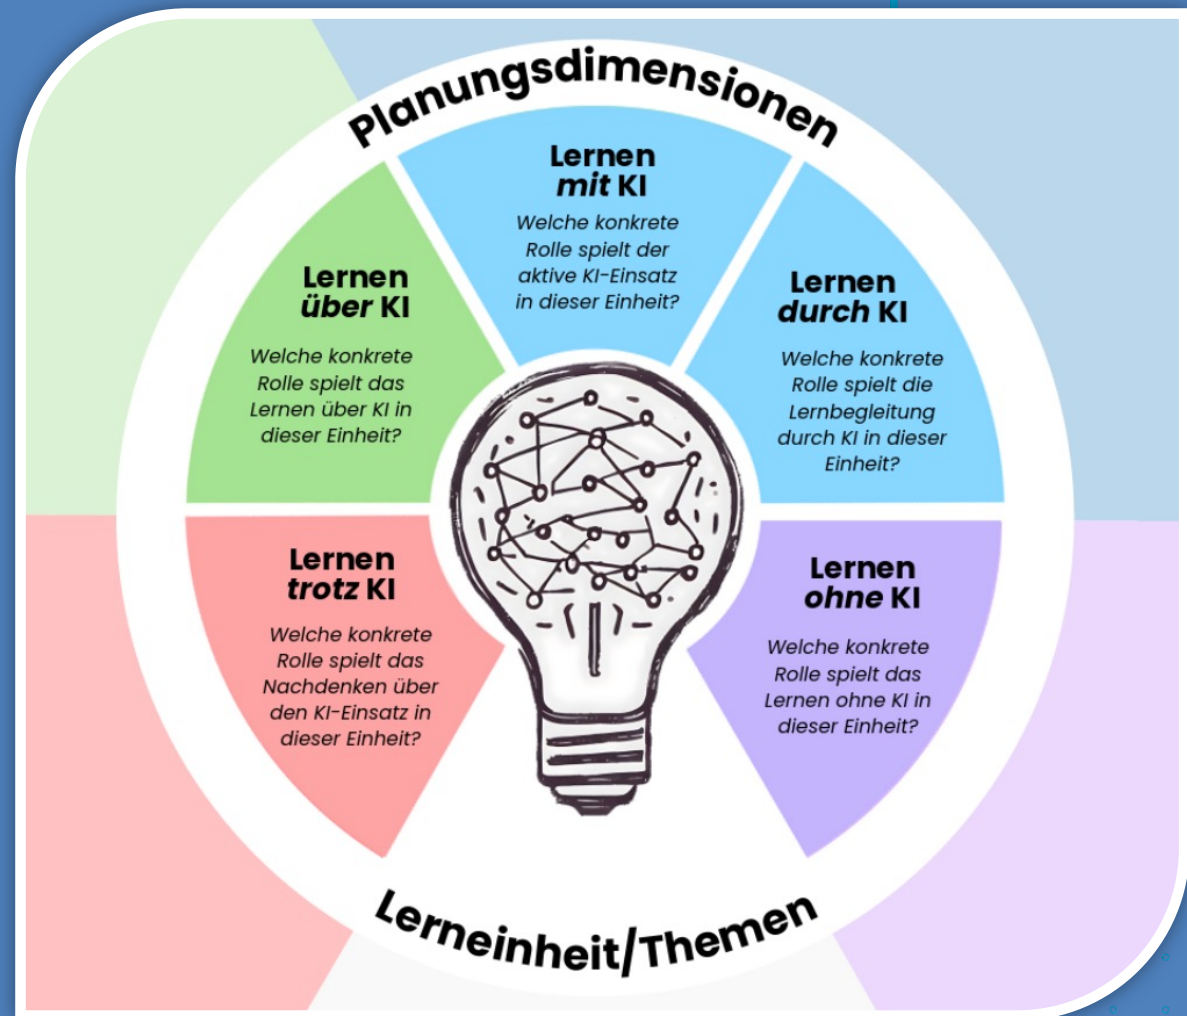 Planungsdimensionen
Lernen
mit KI
Welche konkrete
Rolle spielt der
aktive KI-Einsatz
in dieser Einheit?
Lernen
über KI
Welche konkrete
Rolle spielt das
Lernen über KI in
dieser Einheit?
Lernen
durch KI
Welche konkrete
Rolle spielt die
Lernbegleitung
durch KI in dieser
Einheit?
Lernen
trotz KI
Welche konkrete
Rolle spielt das
Nachdenken über
den KI-Einsatz in
dieser Einheit?
Lernen
ohne KI
Welche konkrete
Rolle spielt das
Lernen ohne KI in
dieser Einheit?
Lerneinheit/Themen